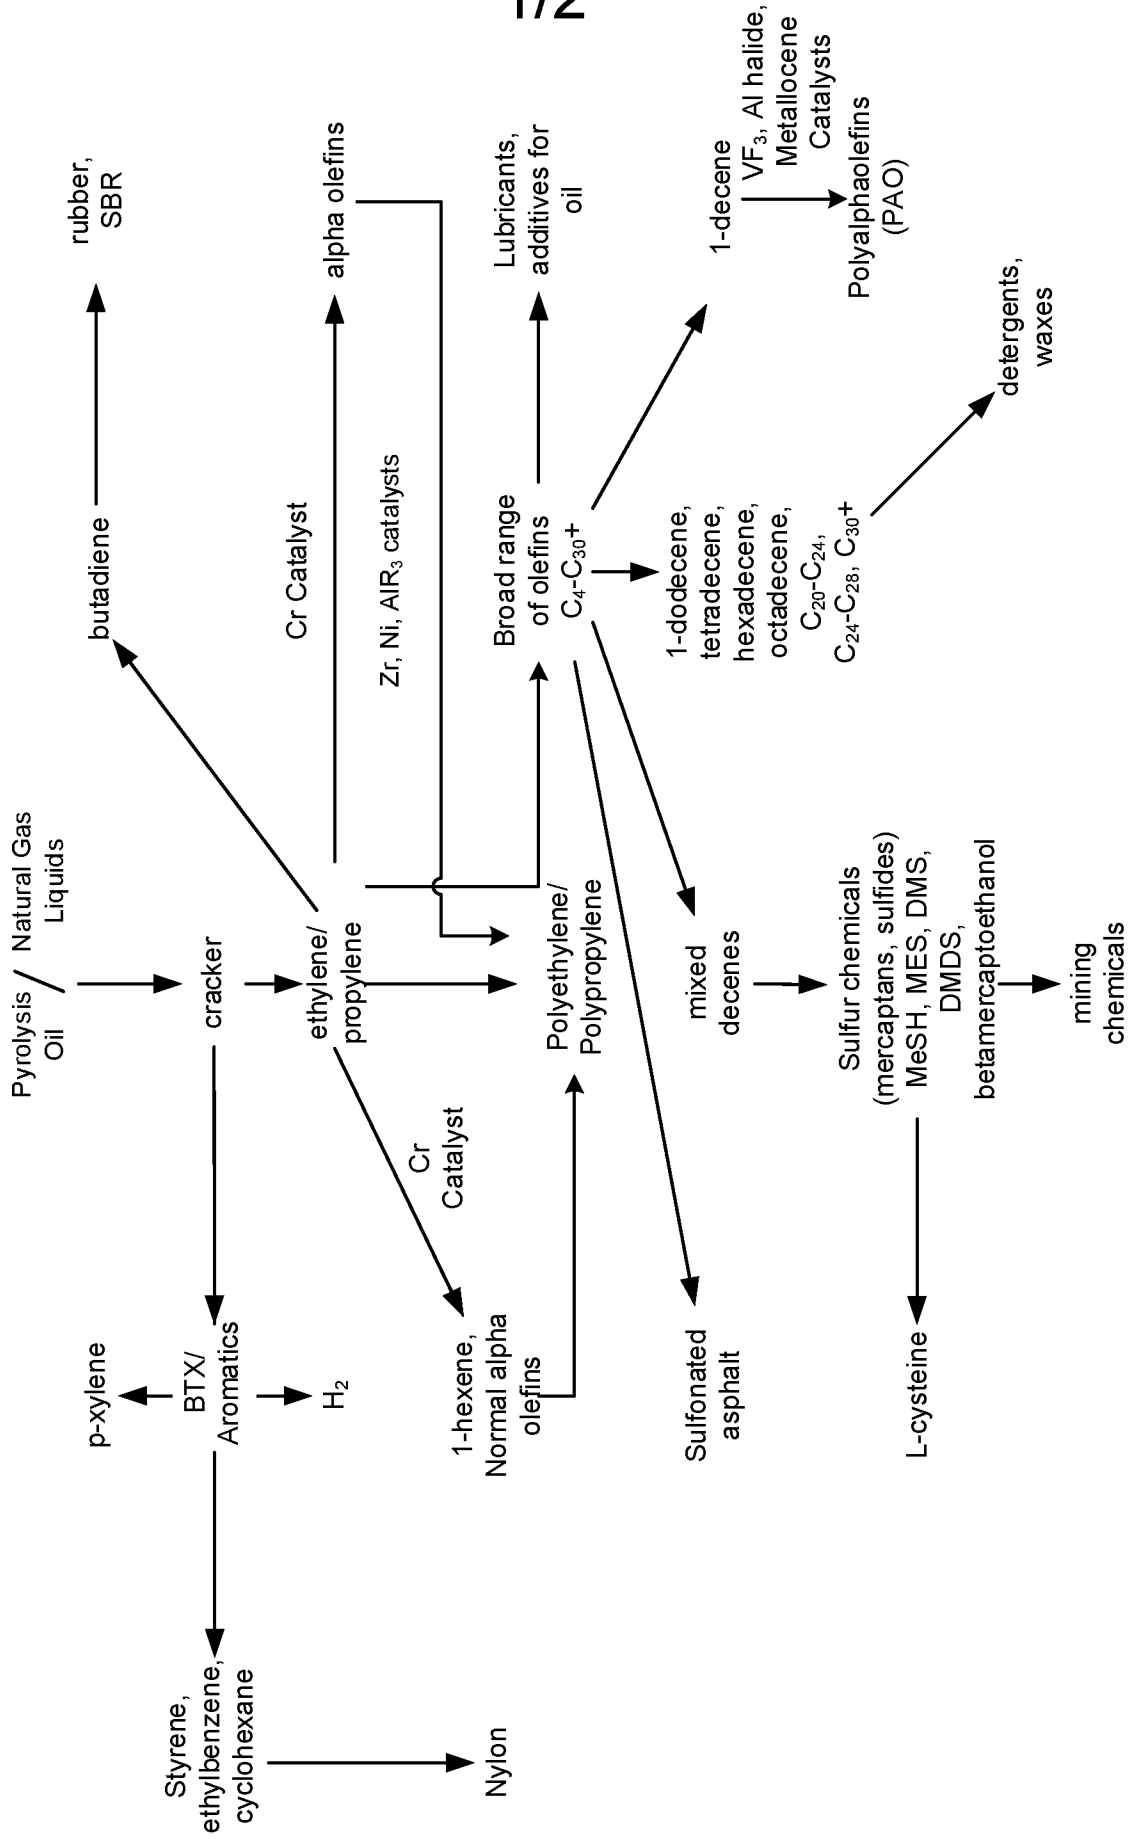 1/2
Pyrolysis / Natural Gas
Oil
Liquids
cracker
BTX/
Aromatics
p-xylene
H2
Styrene,
ethylbenzene,
cyclohexane
Nylon
ethylene/
propylene
butadiene
rubber,
SBR
Cr Catalyst
alpha olefins
Zr, Ni, AlR3 catalysts
Cr
Catalyst
1-hexene,
Normal alpha
olefins
Polyethylene/
Polypropylene
Broad range
of olefins
C4-C30+
Lubricants,
additives for
oil
1-decene
VF3, Al halide,
Metallocene
Catalysts
Polyalphaolefins
(PAO)
1-dodecene,
tetradecene,
hexadecene,
octadecene,
C20-C24,
C24-C28, C30+
detergents,
waxes
mixed
decenes
Sulfonated
asphalt
Sulfur chemicals
(mercaptans, sulfides)
MeSH, MES, DMS,
DMDS,
betamercaptoethanol
L-cysteine
mining
chemicals